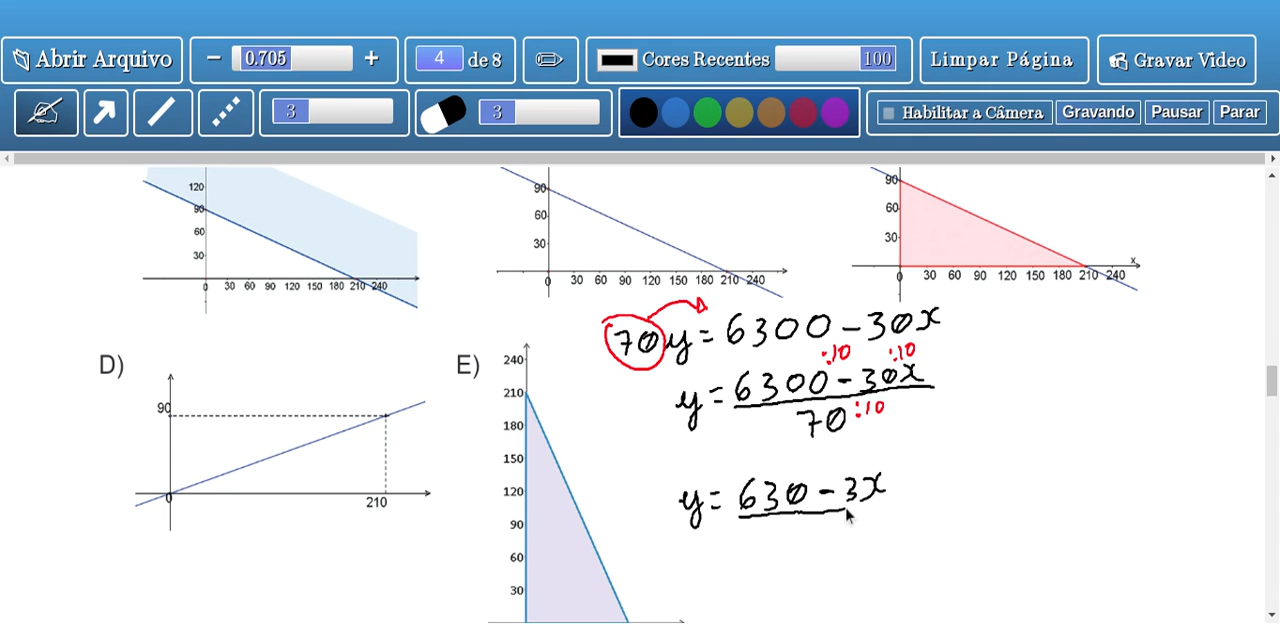 Abrir Arquivo − 0.705 + 4 de 8 Cores Recentes 100 Limpar Página Gravar Video
3 3 Habilitar a Câmera Gravando Pausar Parar
120
90
60
30
0 30 60 90 120 150 180 210 240
90
60
30
0 30 60 90 120 150 180 210 240
90
60
30
x
0 30 60 90 120 150 180 210 240
70y = 6300 − 30x
:10 :10
y = 6300 − 30x
70 :10
y = 630 − 3x
D)
90
0
210
E)
240
210
180
150
120
90
60
30